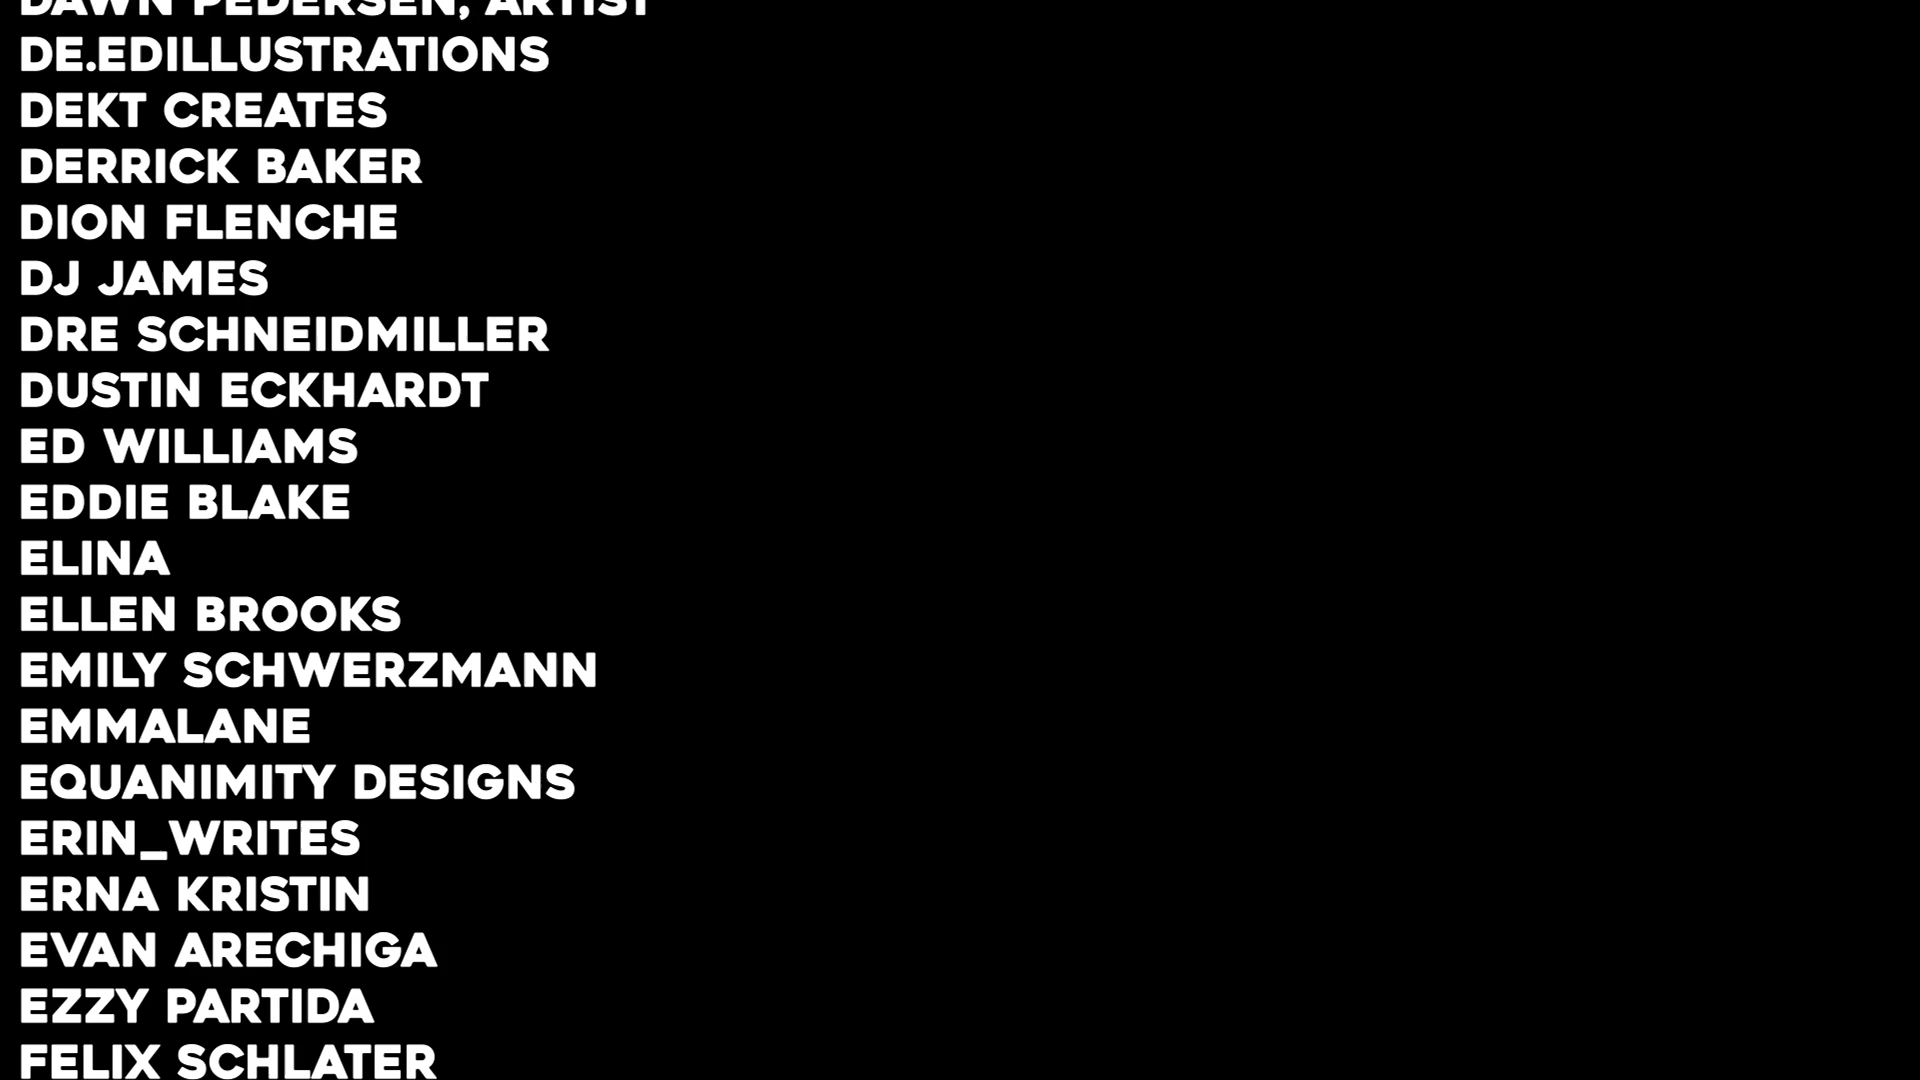 DAWN PEDERSEN, ARTIST
DE.EDILLUSTRATIONS
DEKT CREATES
DERRICK BAKER
DION FLENCHE
DJ JAMES
DRE SCHNEIDMILLER
DUSTIN ECKHARDT
ED WILLIAMS
EDDIE BLAKE
ELINA
ELLEN BROOKS
EMILY SCHWERZMANN
EMMALANE
EQUANIMITY DESIGNS
ERIN_WRITES
ERNA KRISTIN
EVAN ARECHIGA
EZZY PARTIDA
FELIX SCHLATER